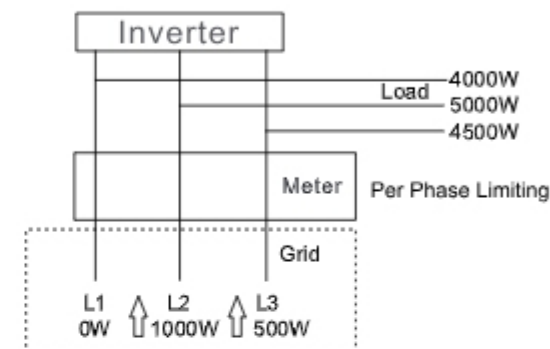 Inverter
4000W
Load
5000W
4500W
Meter
Per Phase Limiting
Grid
L1 L2 L3
0W 1000W 500W